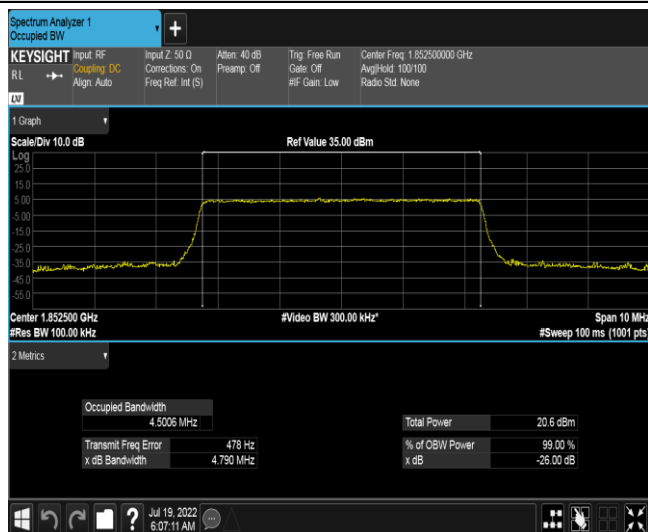 Spectrum Analyzer 1
Occupied BW
+
KEYSIGHT
RL
Input: RF
Coupling: DC
Align: Auto
Input Z: 50 Ω
Corrections: On
Freq Ref: Int (S)
Atten: 40 dB
Preamp: Off
Trig: Free Run
Gate: Off
#IF Gain: Low
Center Freq: 1.852500000 GHz
Avg|Hold: 100/100
Radio Std: None
LXI
1 Graph
Scale/Div 10.0 dB
Ref Value 35.00 dBm
Log
25.0
15.0
5.00
-5.00
-15.0
-25.0
-35.0
-45.0
-55.0
Center 1.852500 GHz
#Video BW 300.00 kHz*
Span 10 MHz
#Res BW 100.00 kHz
#Sweep 100 ms (1001 pts)
2 Metrics
Occupied Bandwidth
4.5006 MHz
Total Power 20.6 dBm
Transmit Freq Error 478 Hz
% of OBW Power 99.00 %
x dB Bandwidth 4.790 MHz
x dB -26.00 dB
?
Jul 19, 2022
6:07:11 AM